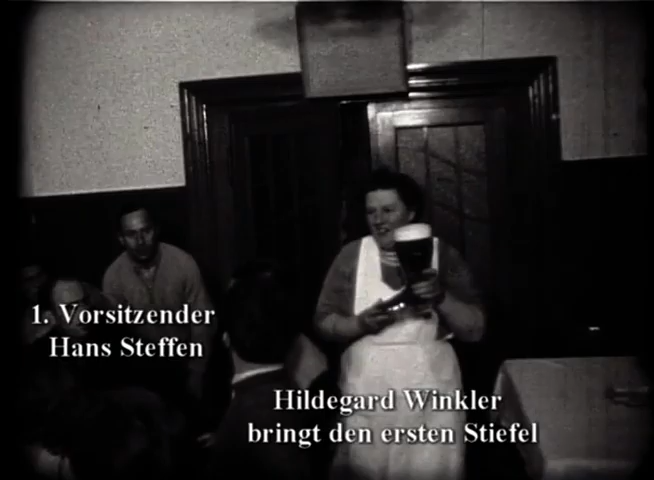 1. Vorsitzender
Hans Steffen
Hildegard Winkler
bringt den ersten Stiefel